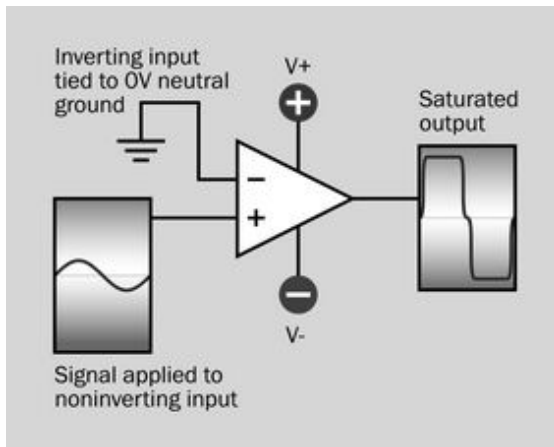 Inverting input
tied to 0V neutral
ground
V+
+
Saturated
output
−
+
−
V-
Signal applied to
noninverting input